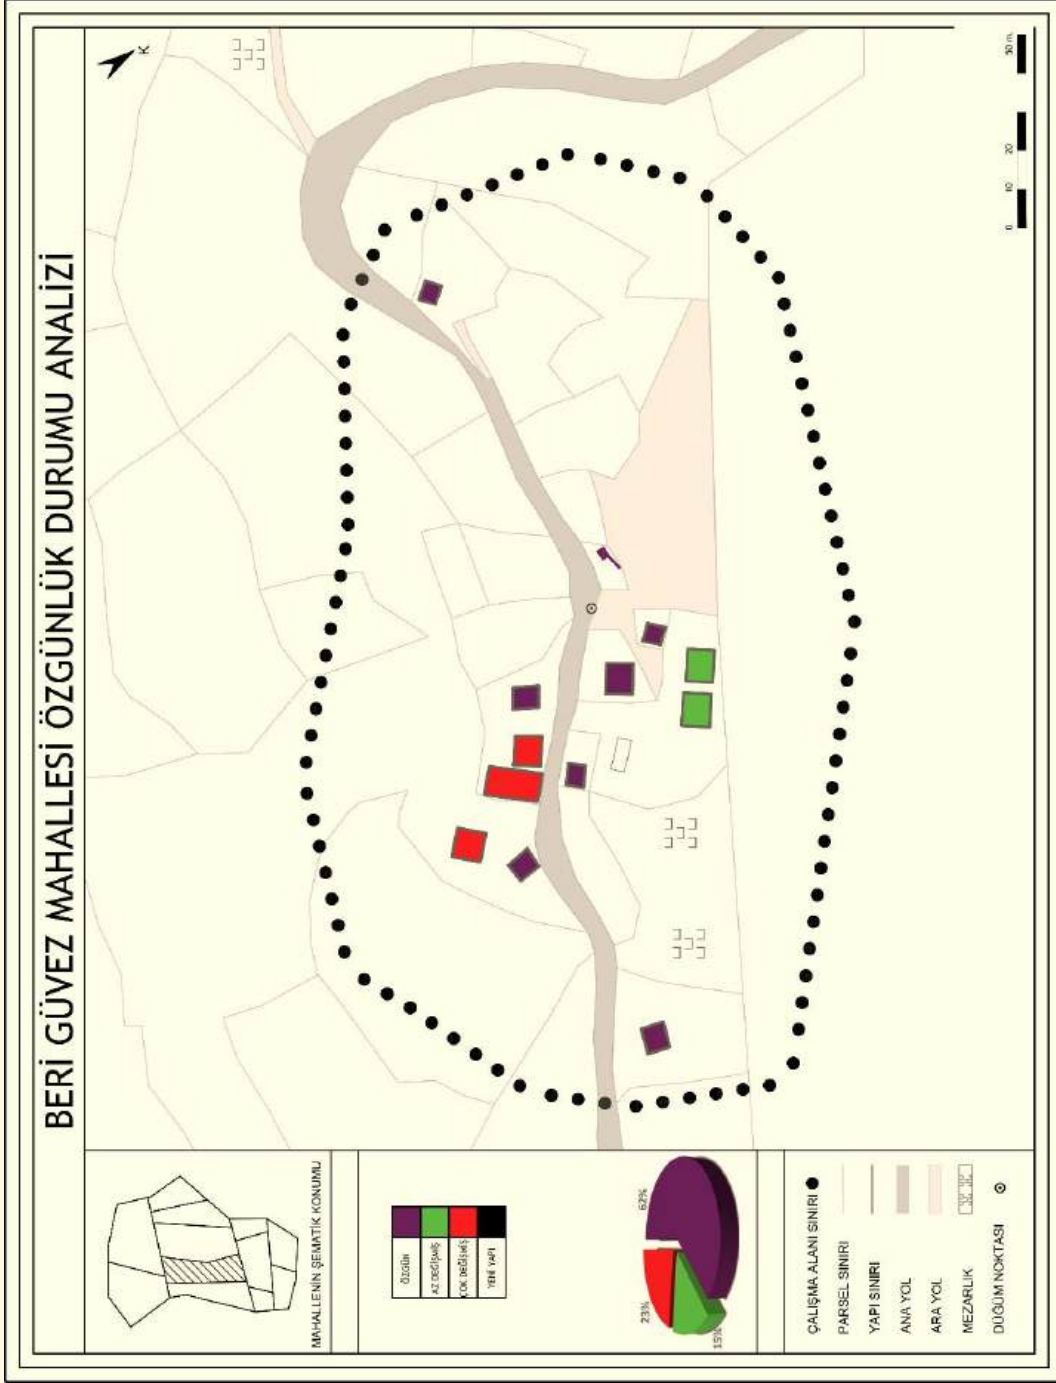 BERİ GÜVEZ MAHALLESİ ÖZGÜNLÜK DURUMU ANALİZİ
K
MAHALLENİN ŞEMATİK KONUMU
ÖZGÜN
AZ DEĞİŞMİŞ
ÇOK DEĞİŞMİŞ
YENİ YAPI
62%
23%
15%
ÇALIŞMA ALANI SINIRI
PARSEL SINIRI
YAPI SINIRI
ANA YOL
ARA YOL
MEZARLIK
DÜĞÜM NOKTASI
0 10 20 50 m.